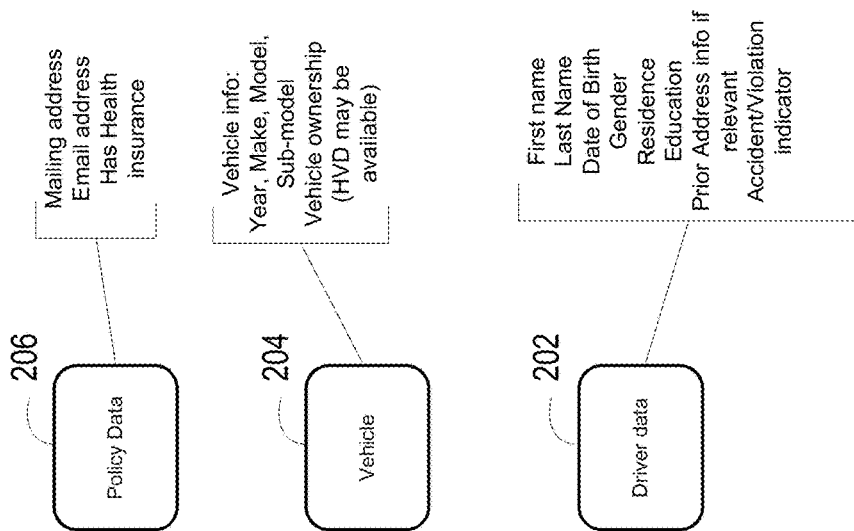 202
Driver data
First name
Last Name
Date of Birth
Gender
Residence
Education
Prior Address info if
relevant
Accident/Violation
indicator
204
Vehicle
Vehicle info:
Year, Make, Model,
Sub-model
Vehicle ownership
(HVD may be
available)
206
Policy Data
Mailing address
Email address
Has Health
insurance